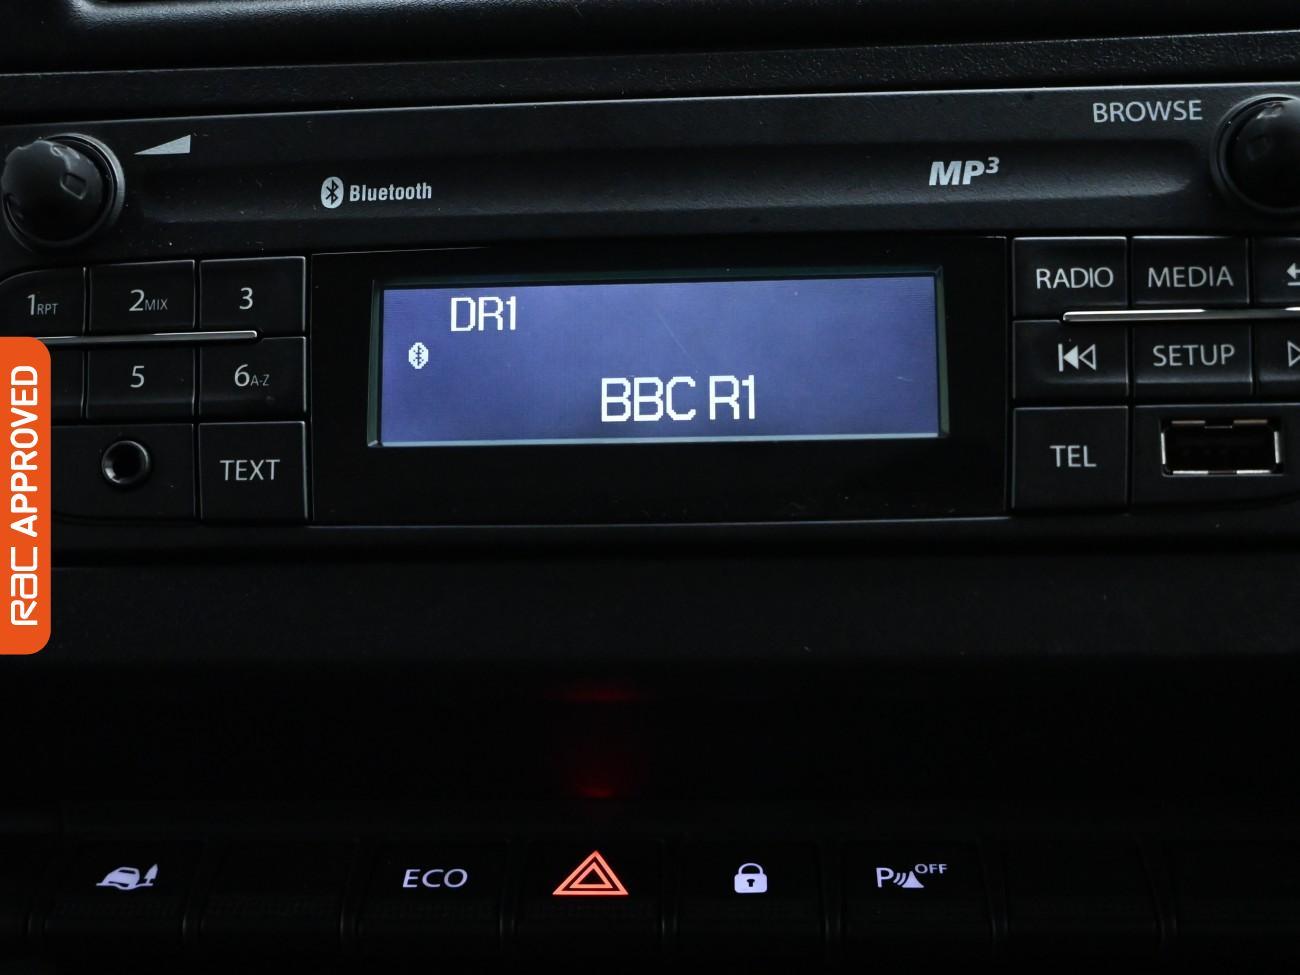 BROWSE
Bluetooth
MP3
1RPT
2MIX
3
DR1
RADIO
MEDIA
5
6A-Z
BBC R1
SETUP
TEXT
TEL
RAC APPROVED
ECO
P OFF